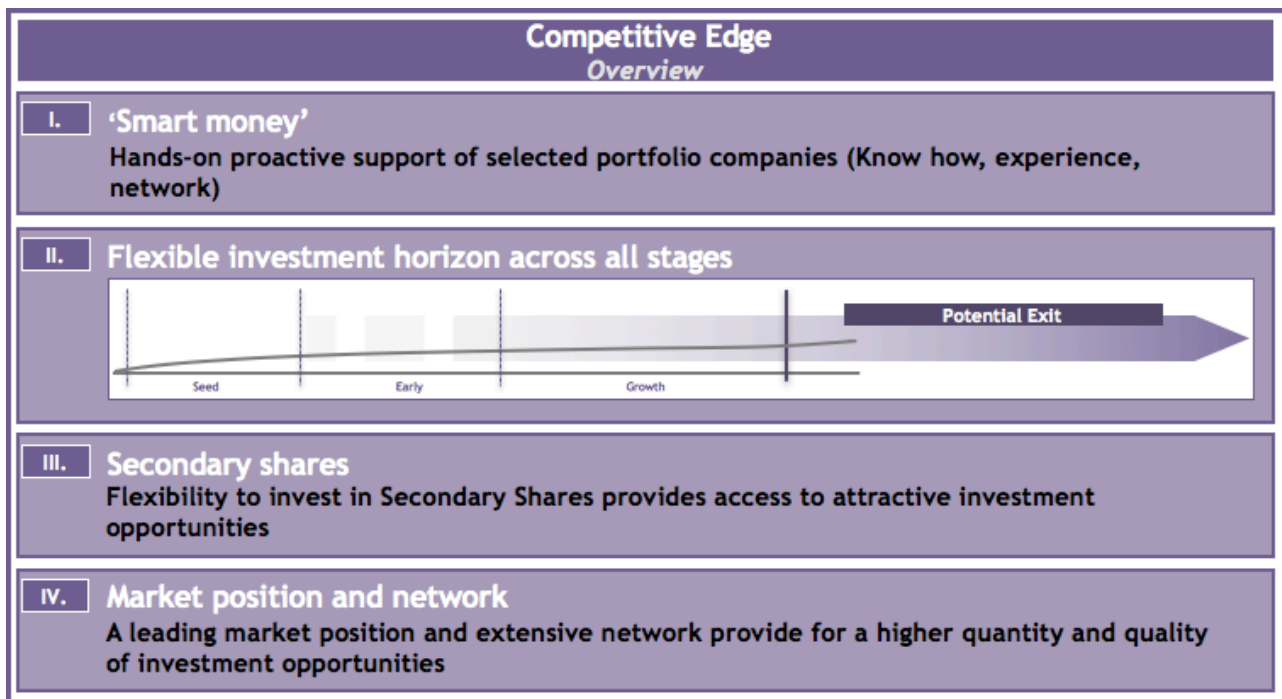 Competitive Edge
Overview
I.
‘Smart money’
Hands-on proactive support of selected portfolio companies (Know how, experience,
network)
II.
Flexible investment horizon across all stages
Potential Exit
Seed
Early
Growth
III.
Secondary shares
Flexibility to invest in Secondary Shares provides access to attractive investment
opportunities
IV.
Market position and network
A leading market position and extensive network provide for a higher quantity and quality
of investment opportunities